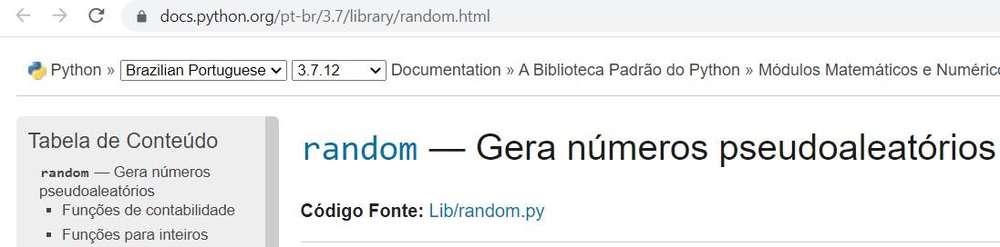 docs.python.org/pt-br/3.7/library/random.html
Python » Brazilian Portuguese 3.7.12 Documentation » A Biblioteca Padrão do Python » Módulos Matemáticos e Numéric
Tabela de Conteúdo
random — Gera números
pseudoaleatórios
Funções de contabilidade
Funções para inteiros
random — Gera números pseudoaleatórios
Código Fonte: Lib/random.py